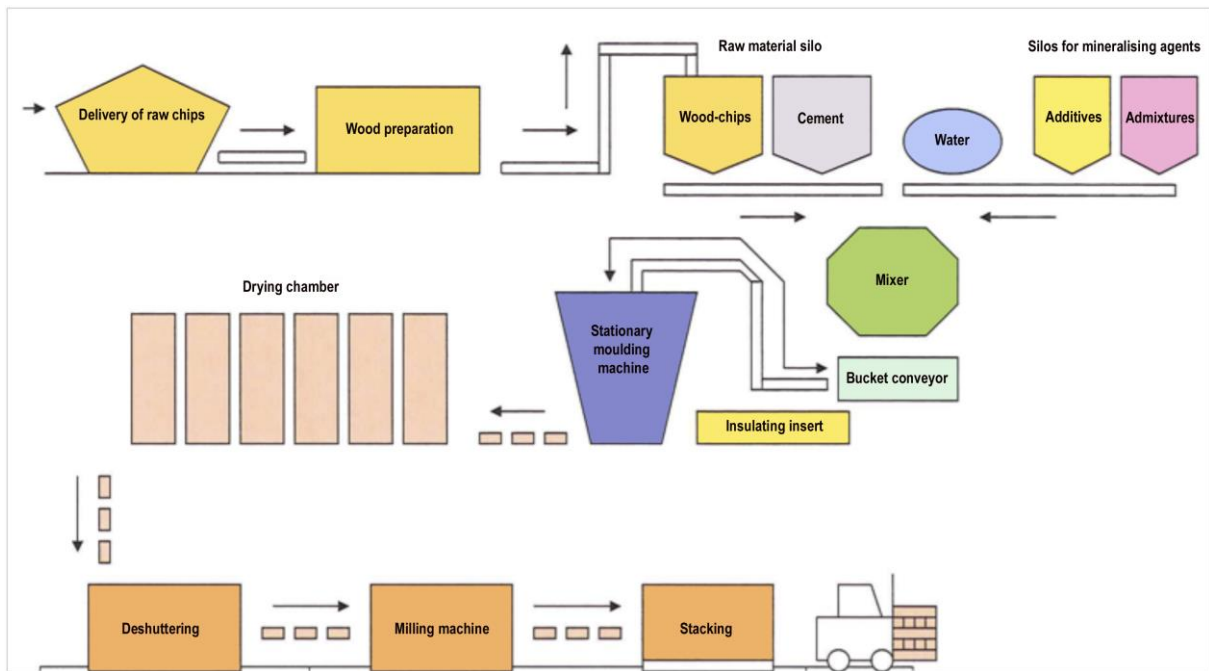 Raw material silo
Silos for mineralising agents
Delivery of raw chips
Wood preparation
Wood-chips
Cement
Water
Additives
Admixtures
Mixer
Drying chamber
Stationary
moulding
machine
Bucket conveyor
Insulating insert
Deshuttering
Milling machine
Stacking